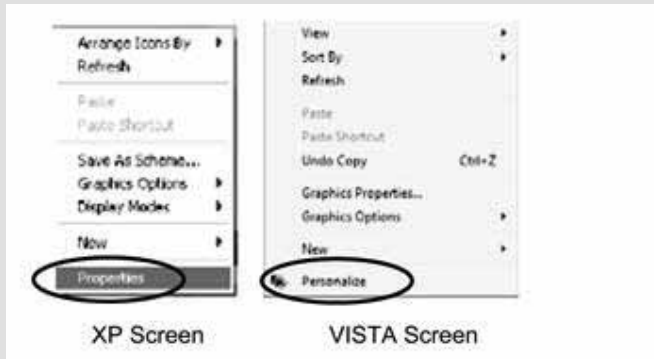 Arrange Icons By
Refresh
Paste
Paste Shortcut
Save As Scheme...
Graphics Options
Display Modes
New
Properties
XP Screen
View
Sort By
Refresh
Paste
Paste Shortcut
Undo Copy Ctrl+Z
Graphics Properties...
Graphics Options
New
Personalize
VISTA Screen